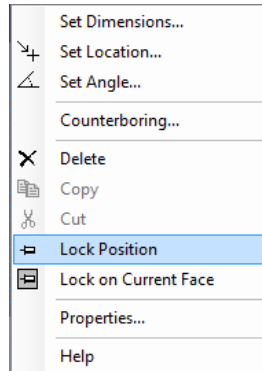 Set Dimensions...
Set Location...
Set Angle...
Counterboring...
Delete
Copy
Cut
Lock Position
Lock on Current Face
Properties...
Help